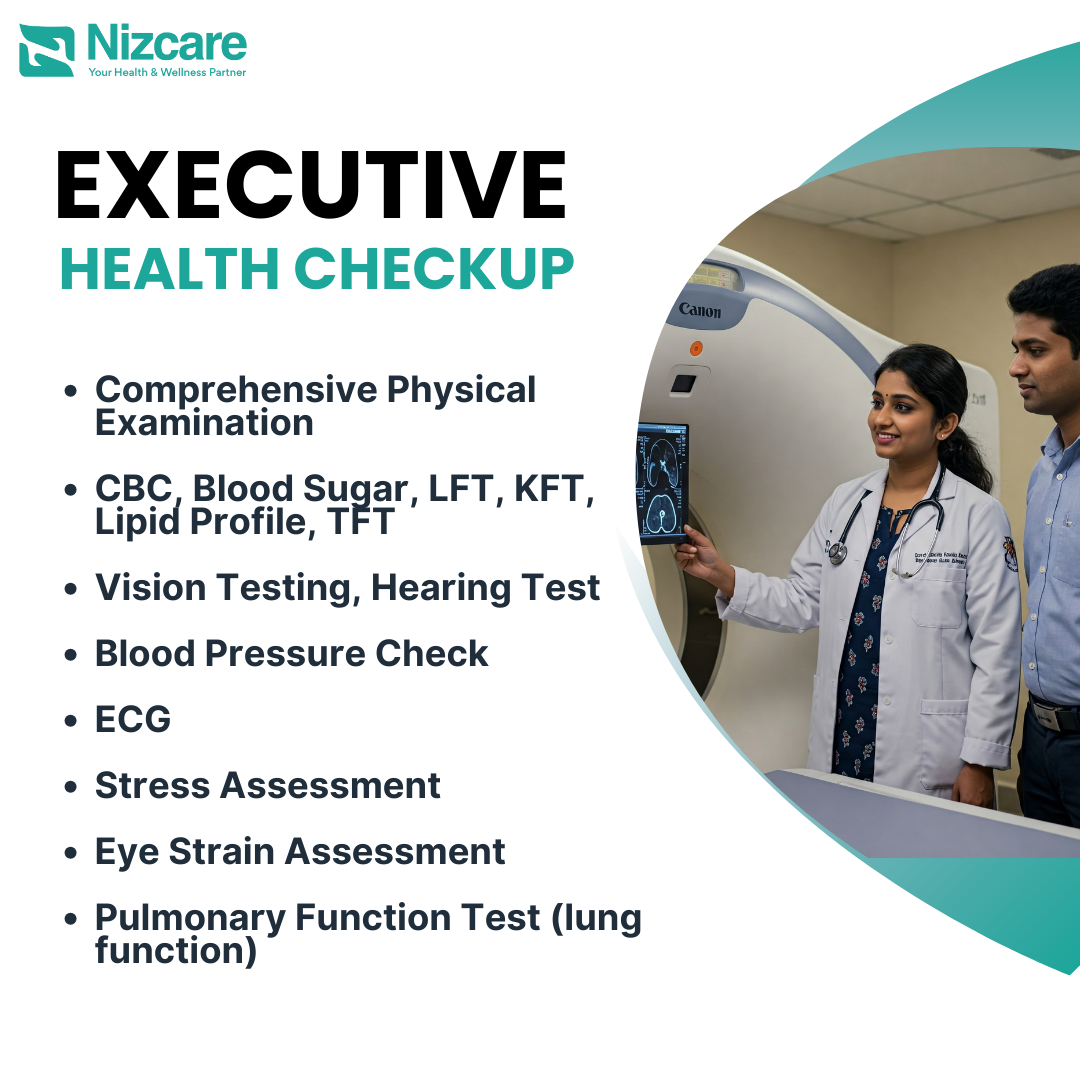 Nizcare
Your Health & Wellness Partner
EXECUTIVE
HEALTH CHECKUP
• Comprehensive Physical
Examination
• CBC, Blood Sugar, LFT, KFT,
Lipid Profile, TFT
• Vision Testing, Hearing Test
• Blood Pressure Check
• ECG
• Stress Assessment
• Eye Strain Assessment
• Pulmonary Function Test (lung
function)
Canon